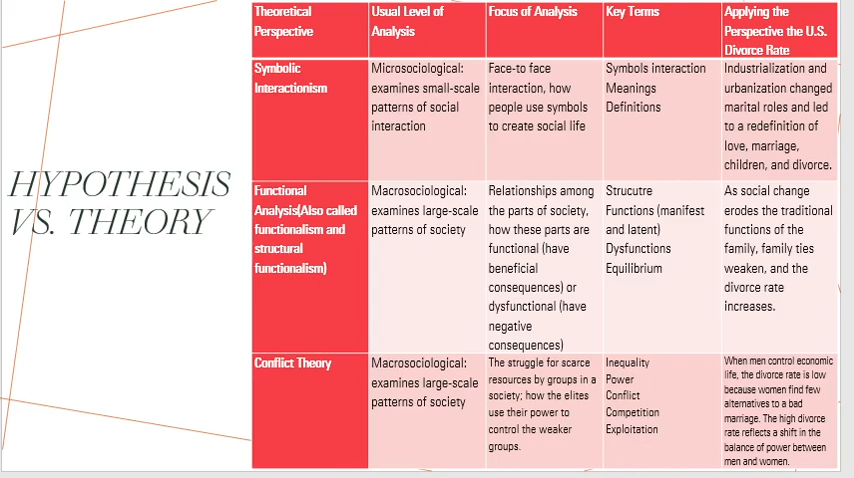 HYPOTHESIS
VS. THEORY
Theoretical
Perspective
Usual Level of
Analysis
Focus of Analysis
Key Terms
Applying the
Perspective the U.S.
Divorce Rate
Symbolic
Interactionism
Microsociological:
examines small-scale
patterns of social
interaction
Face-to face
interaction, how
people use symbols
to create social life
Symbols interaction
Meanings
Definitions
Industrialization and
urbanization changed
marital roles and led
to a redefinition of
love, marriage,
children, and divorce.
Functional
Analysis(Also called
functionalism and
structural
functionalism)
Macrosociological:
examines large-scale
patterns of society
Relationships among
the parts of society,
how these parts are
functional (have
beneficial
consequences) or
dysfunctional (have
negative
consequences)
Strucutre
Functions (manifest
and latent)
Dysfunctions
Equilibrium
As social change
erodes the traditional
functions of the
family, family ties
weaken, and the
divorce rate
increases.
Conflict Theory
Macrosociological:
examines large-scale
patterns of society
The struggle for scarce
resources by groups in a
society; how the elites
use their power to
control the weaker
groups.
Inequality
Power
Conflict
Competition
Exploitation
When men control economic
life, the divorce rate is low
because women find few
alternatives to a bad
marriage. The high divorce
rate reflects a shift in the
balance of power between
men and women.